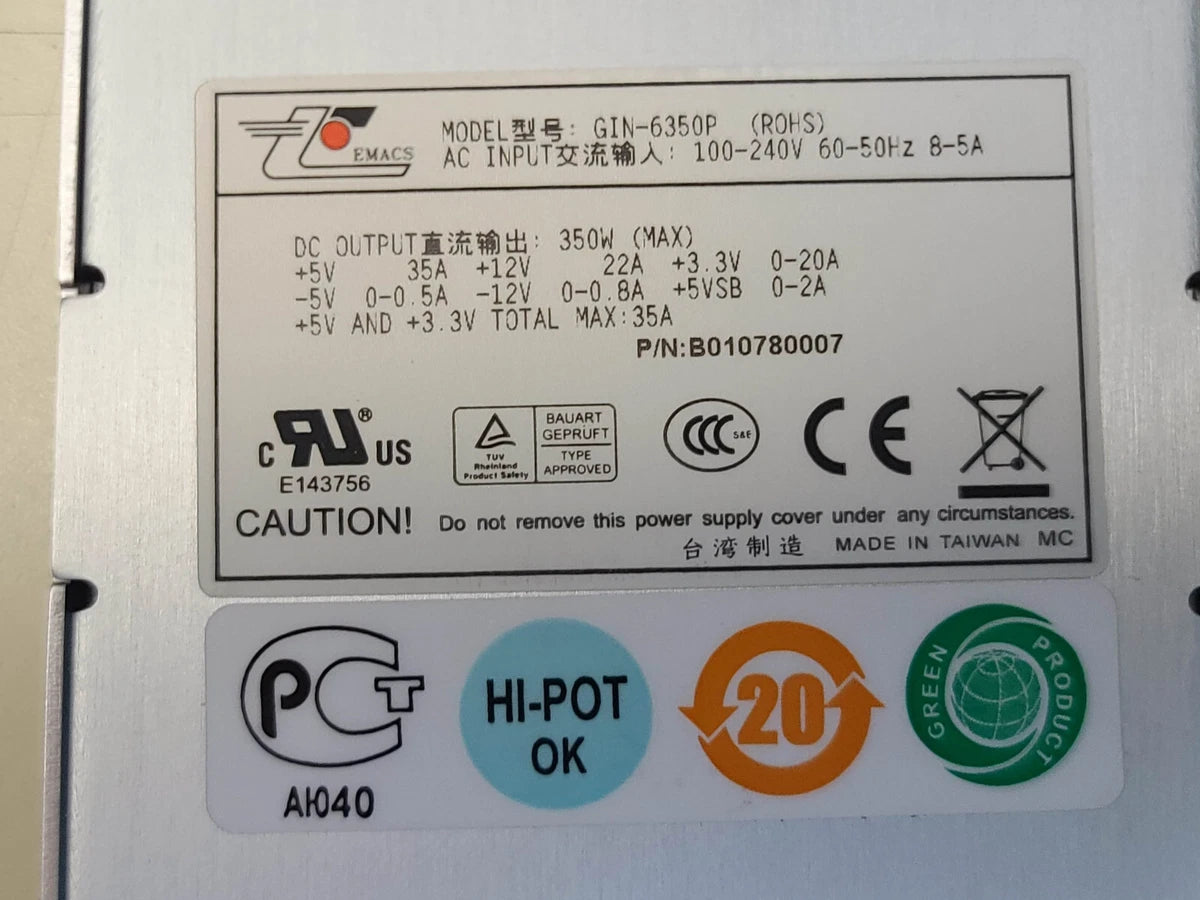 EMACS
MODEL型号: GIN-6350P (ROHS)
AC INPUT交流输入: 100-240V 60-50Hz 8-5A
DC OUTPUT直流输出: 350W (MAX)
+5V 35A +12V 22A +3.3V 0-20A
-5V 0-0.5A -12V 0-0.8A +5VSB 0-2A
+5V AND +3.3V TOTAL MAX:35A
P/N:B010780007
c RU ® US
E143756
TUV
Rheinland
Product Safety
BAUART
GEPRÜFT
TYPE
APPROVED
CCC S&E
CE
CAUTION! Do not remove this power supply cover under any circumstances.
台湾制造 MADE IN TAIWAN MC
РСТ
АЮ40
HI-POT
OK
20
GREEN PRODUCT